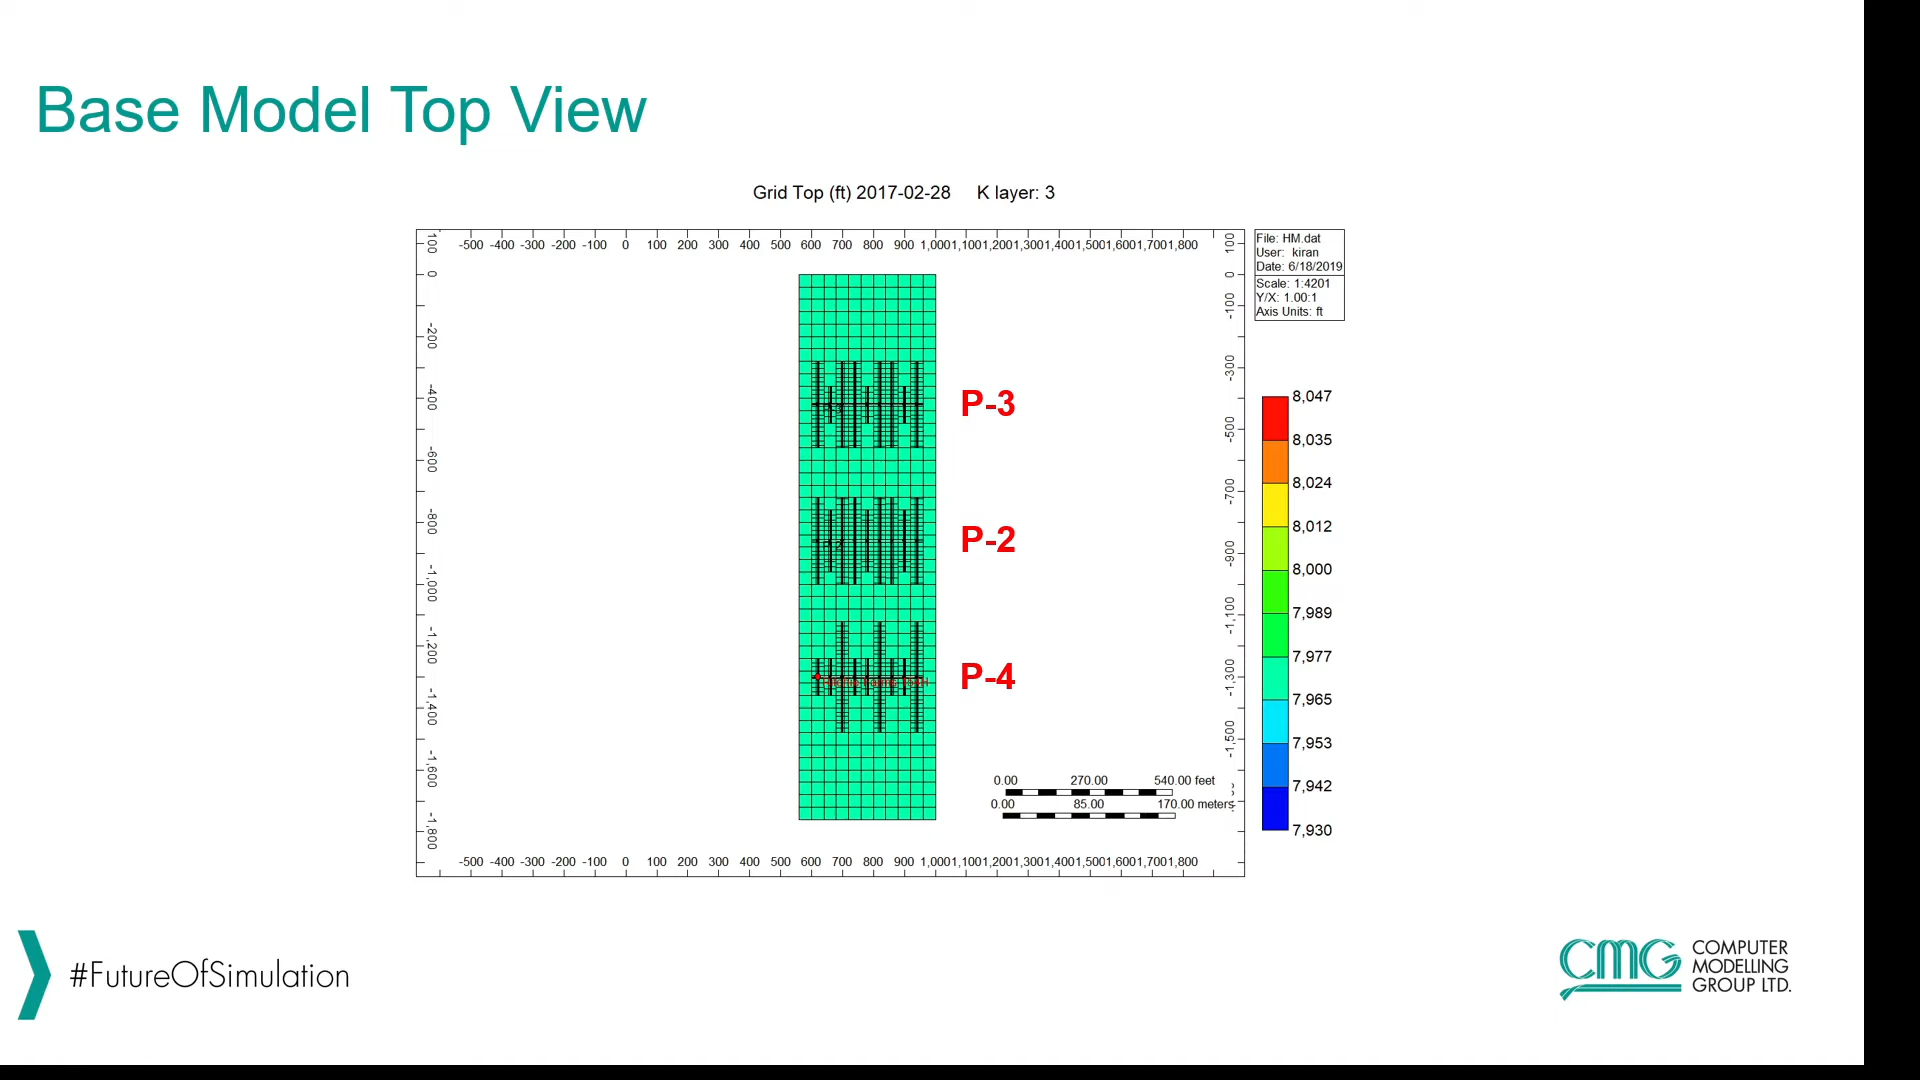 Base Model Top View
Grid Top (ft) 2017-02-28 K layer: 3
-500 -400 -300 -200 -100 0 100 200 300 400 500 600 700 800 900 1,000 1,100 1,200 1,300 1,400 1,500 1,600 1,700 1,800
100 0 -200 -400 -600 -800 -1,000 -1,200 -1,400 -1,600 -1,800
P-3
P-2
P-4
100 0 -100 -300 -500 -700 -900 -1,100 -1,300 -1,500
0.00 270.00 540.00 feet
0.00 85.00 170.00 meters
-500 -400 -300 -200 -100 0 100 200 300 400 500 600 700 800 900 1,000 1,100 1,200 1,300 1,400 1,500 1,600 1,700 1,800
File: HM.dat
User: kiran
Date: 6/18/2019
Scale: 1:4201
Y/X: 1.00:1
Axis Units: ft
8,047
8,035
8,024
8,012
8,000
7,989
7,977
7,965
7,953
7,942
7,930
#FutureOfSimulation
CMG
COMPUTER
MODELLING
GROUP LTD.